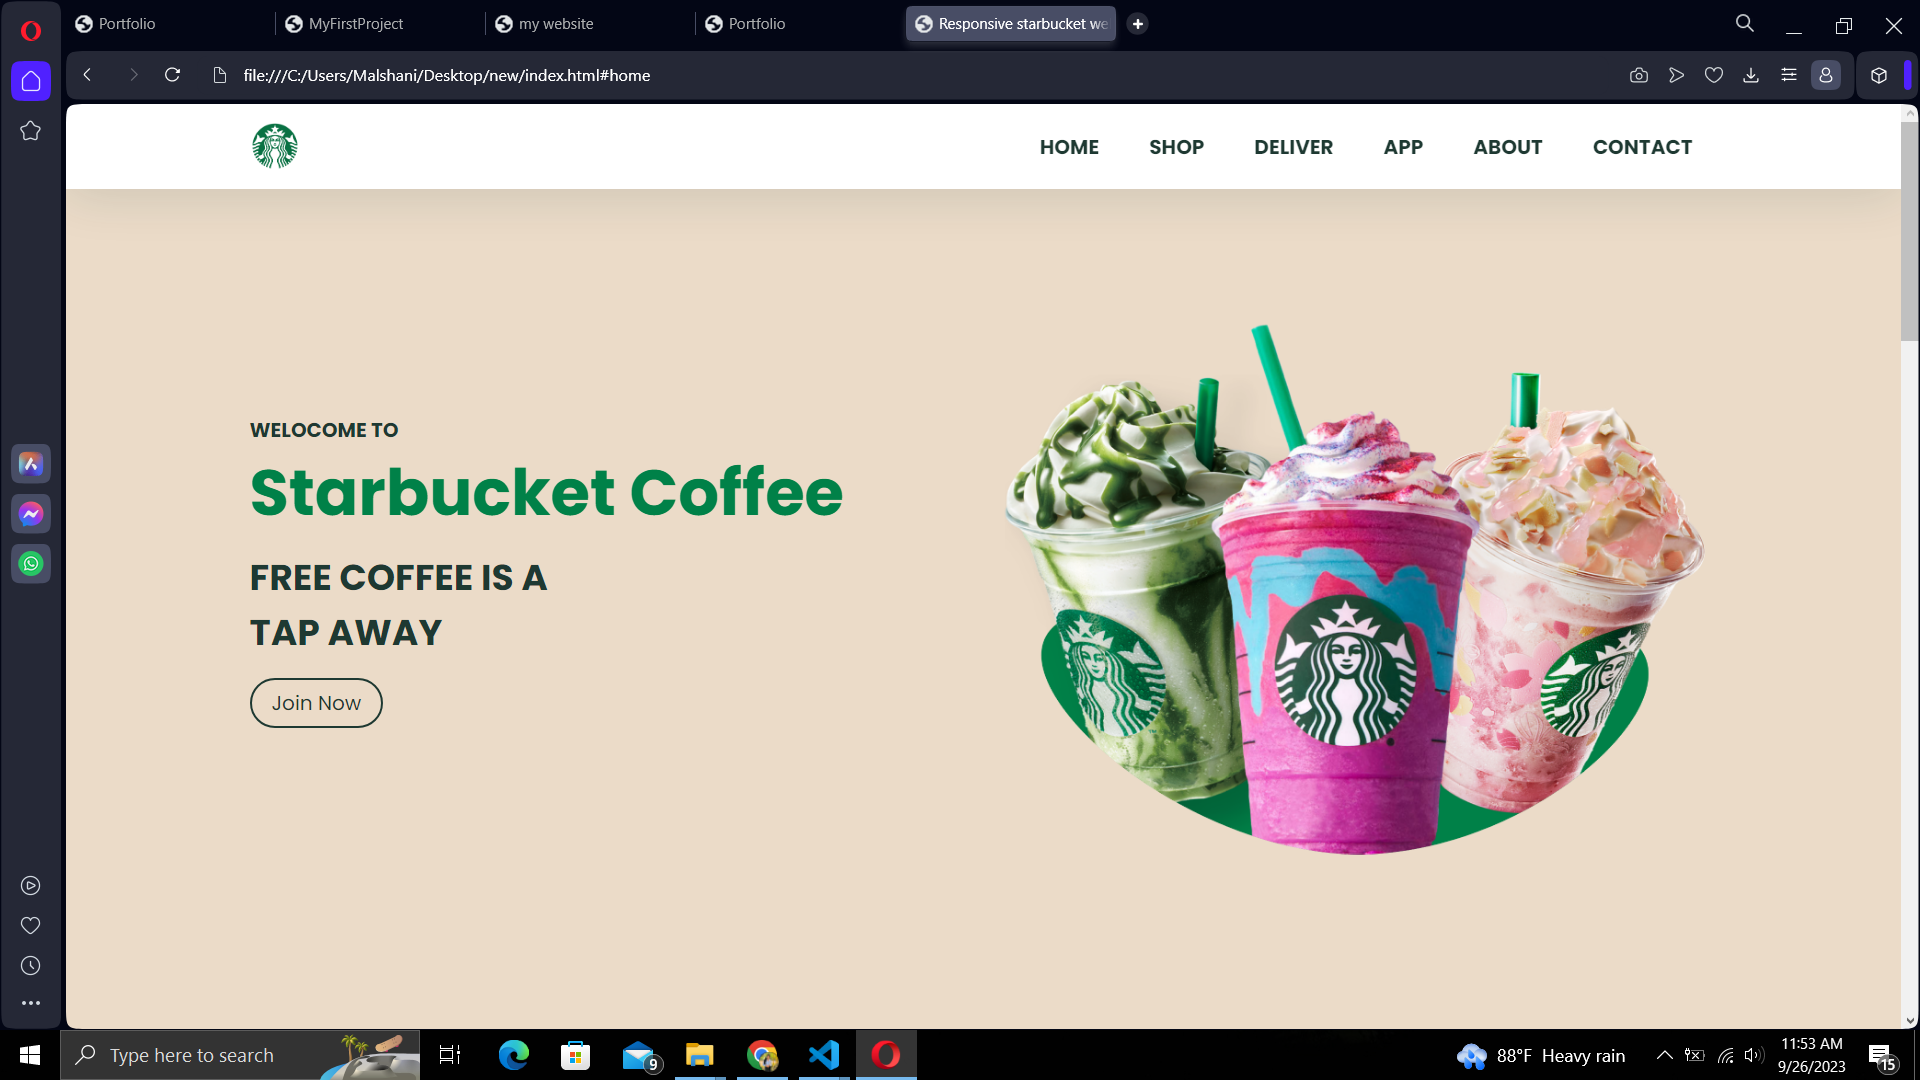 Portfolio
MyFirstProject
my website
Portfolio
Responsive starbucket we
file:///C:/Users/Malshani/Desktop/new/index.html#home
HOME
SHOP
DELIVER
APP
ABOUT
CONTACT
WELOCOME TO
Starbucket Coffee
FREE COFFEE IS A
TAP AWAY
Join Now
Type here to search
9
88°F Heavy rain
11:53 AM
9/26/2023
15